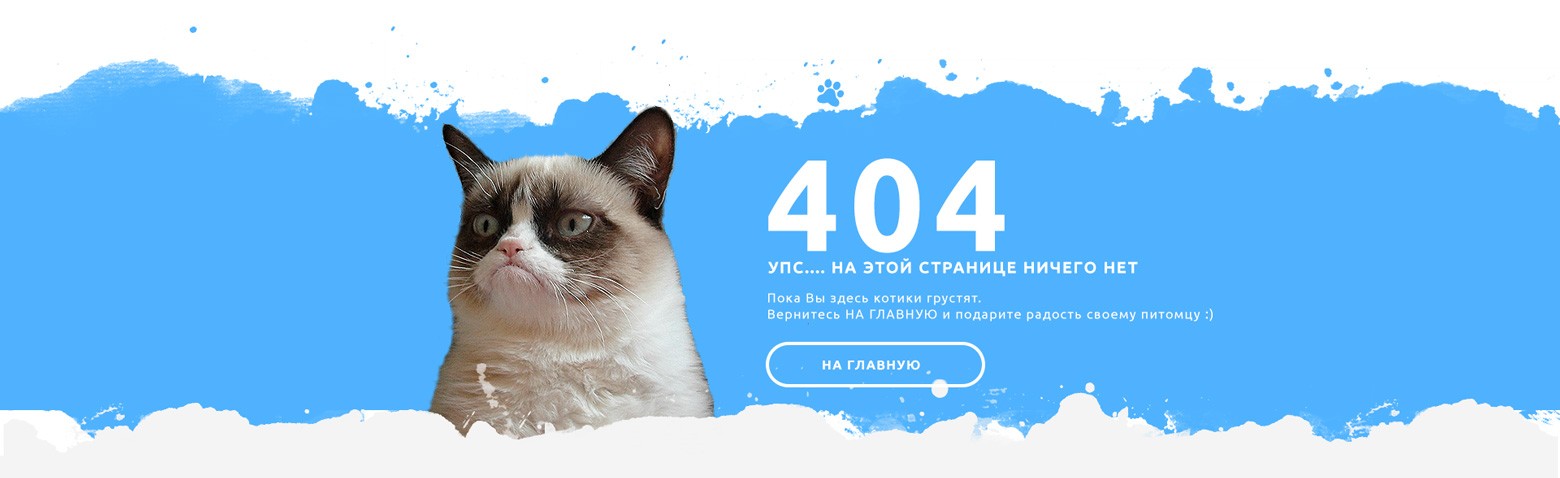 404
УПС.... НА ЭТОЙ СТРАНИЦЕ НИЧЕГО НЕТ
Пока Вы здесь котики грустят.
Вернитесь НА ГЛАВНУЮ и подарите радость своему питомцу :)
НА ГЛАВНУЮ